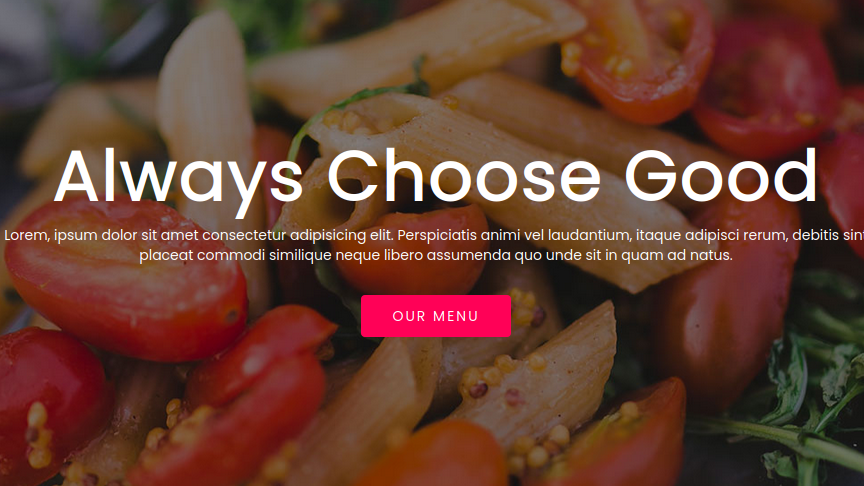 Always Choose Good
Lorem, ipsum dolor sit amet consectetur adipisicing elit. Perspiciatis animi vel laudantium, itaque adipisci rerum, debitis
placeat commodi similique neque libero assumenda quo unde sit in quam ad natus.
OUR MENU